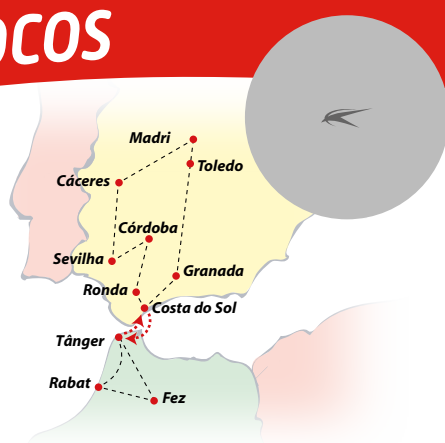 OCOS
Madri
Toledo
Cáceres
Córdoba
Sevilha
Granada
Ronda
Costa do Sol
Tânger
Rabat
Fez